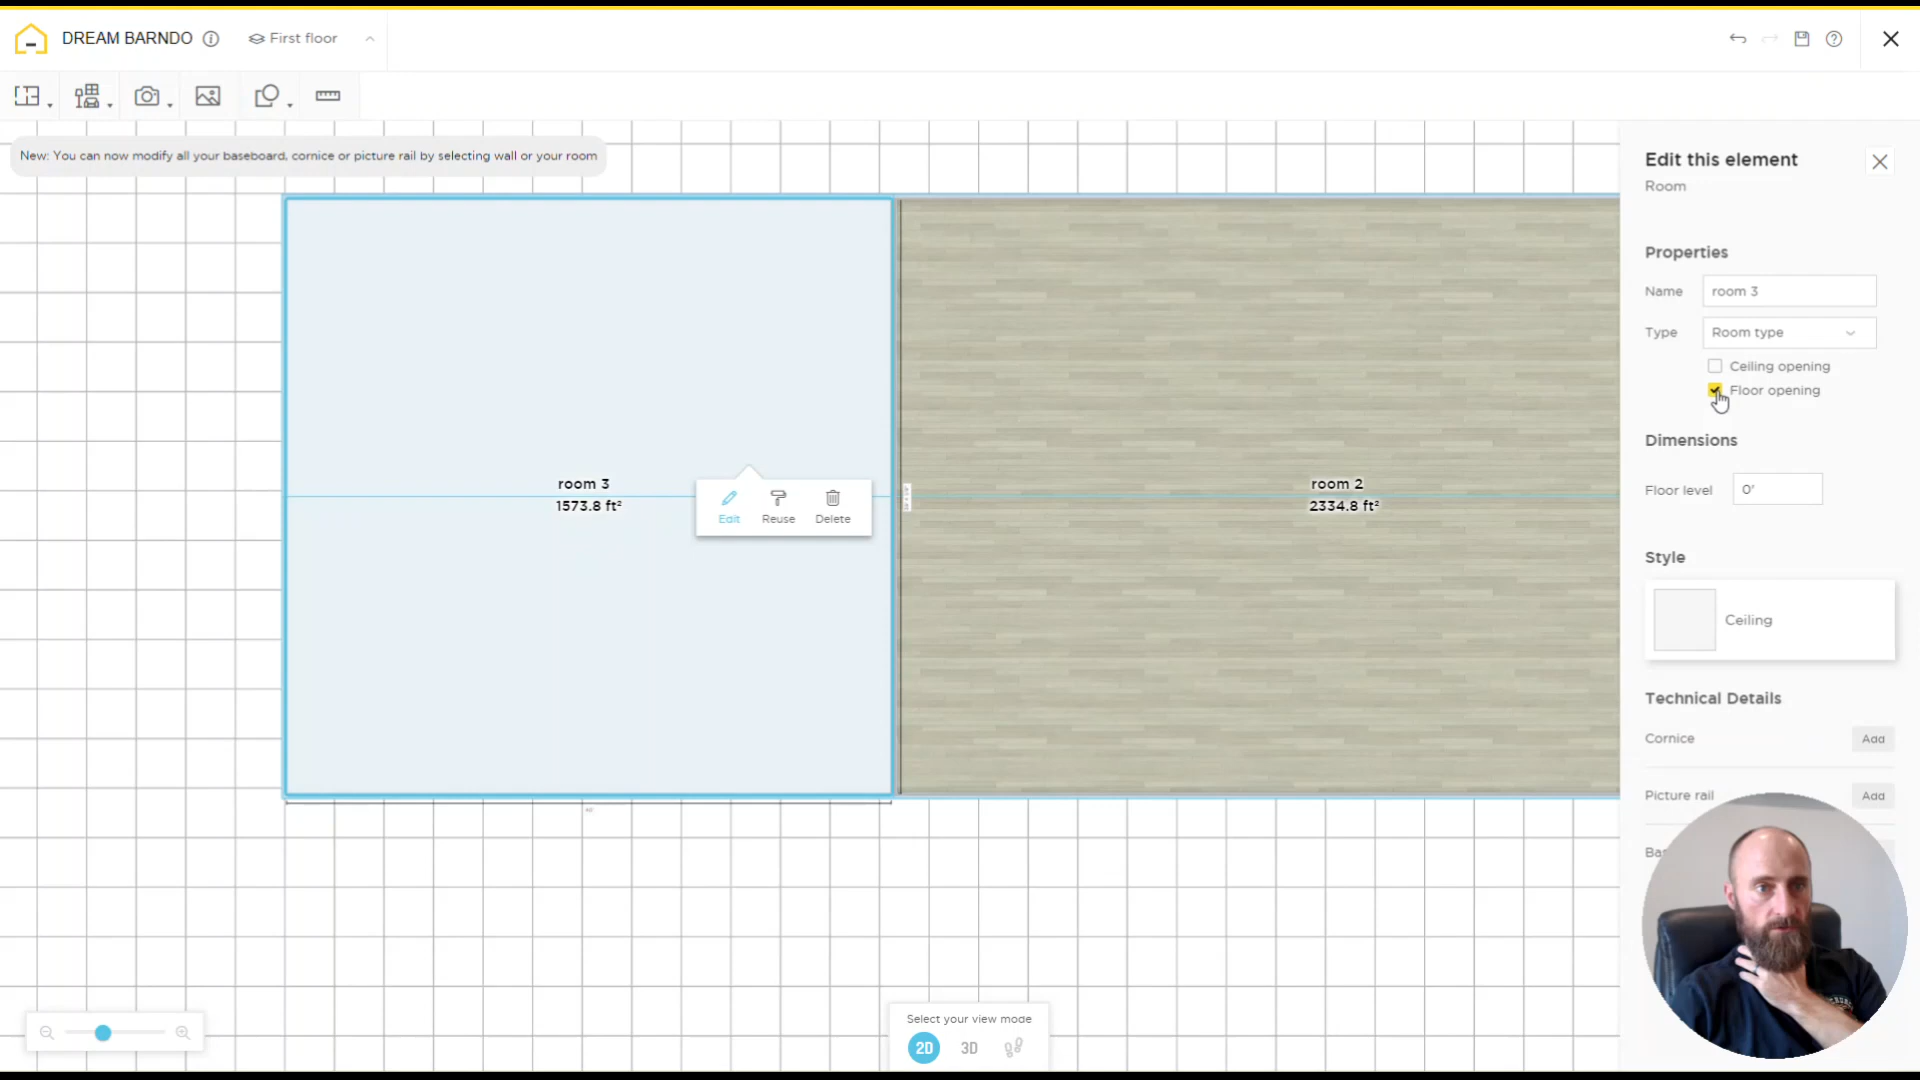 DREAM BARNDO
First floor
New: You can now modify all your baseboard, cornice or picture rail by selecting wall or your room
room 3
1573.8 ft²
Edit
Reuse
Delete
room 2
2334.8 ft²
Select your view mode
2D
3D
Edit this element
Room
Properties
Name
room 3
Type
Room type
Ceiling opening
Floor opening
Dimensions
Floor level
0'
Style
Ceiling
Technical Details
Cornice
Add
Picture rail
Add